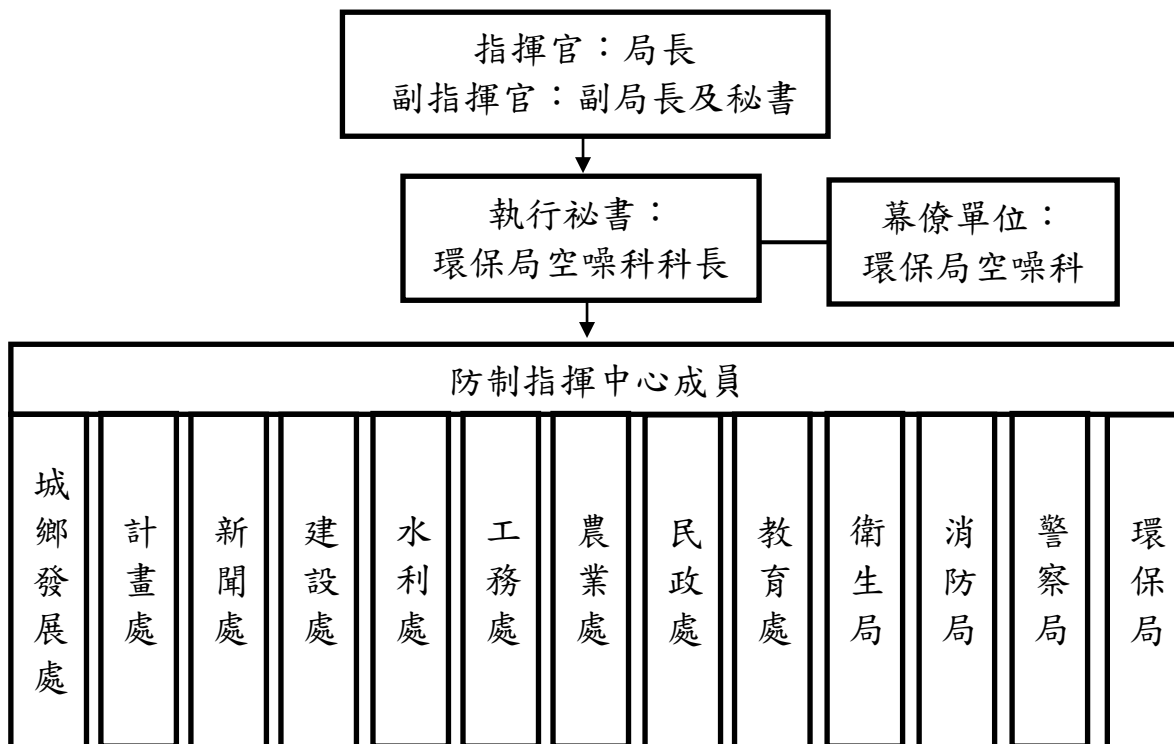 指揮官：局長
副指揮官：副局長及秘書
執行祕書：
環保局空噪科科長
幕僚單位：
環保局空噪科
防制指揮中心成員
城鄉發展處
計畫處
新聞處
建設處
水利處
工務處
農業處
民政處
教育處
衛生局
消防局
警察局
環保局